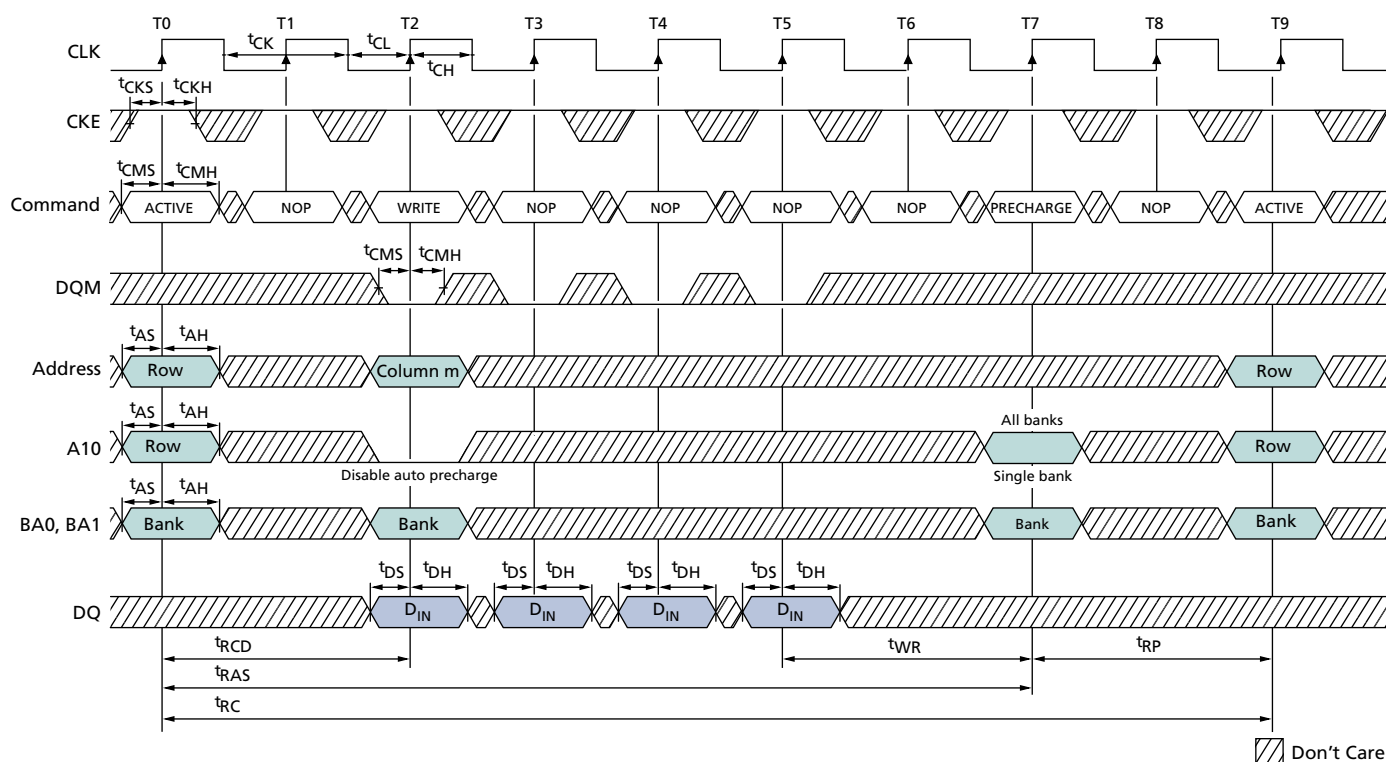 T0 T1 T2 T3 T4 T5 T6 T7 T8 T9
CLK tCK tCL tCH
tCKS tCKH
CKE
tCMS tCMH
Command ACTIVE NOP WRITE NOP NOP NOP NOP PRECHARGE NOP ACTIVE
tCMS tCMH
DQM
tAS tAH
Address Row Column m Row
tAS tAH All banks
A10 Row Row
Disable auto precharge Single bank
tAS tAH
BA0, BA1 Bank Bank Bank Bank
tDS tDH tDS tDH tDS tDH tDS tDH
DQ DIN DIN DIN DIN
tRCD tWR tRP
tRAS
tRC
Don't Care